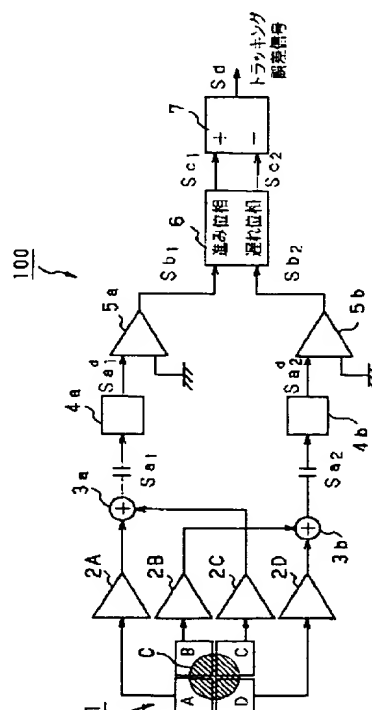 100
1
C
A
B
C
D
2A
2B
2C
2D
3a
3b
Sa1
Sa2
4a
4b
Sa1d
Sa2d
5a
5b
Sb1
Sb2
6
進み位相
遅れ位相
Sc1
Sc2
7
+
−
Sd
トラッキング
誤差信号